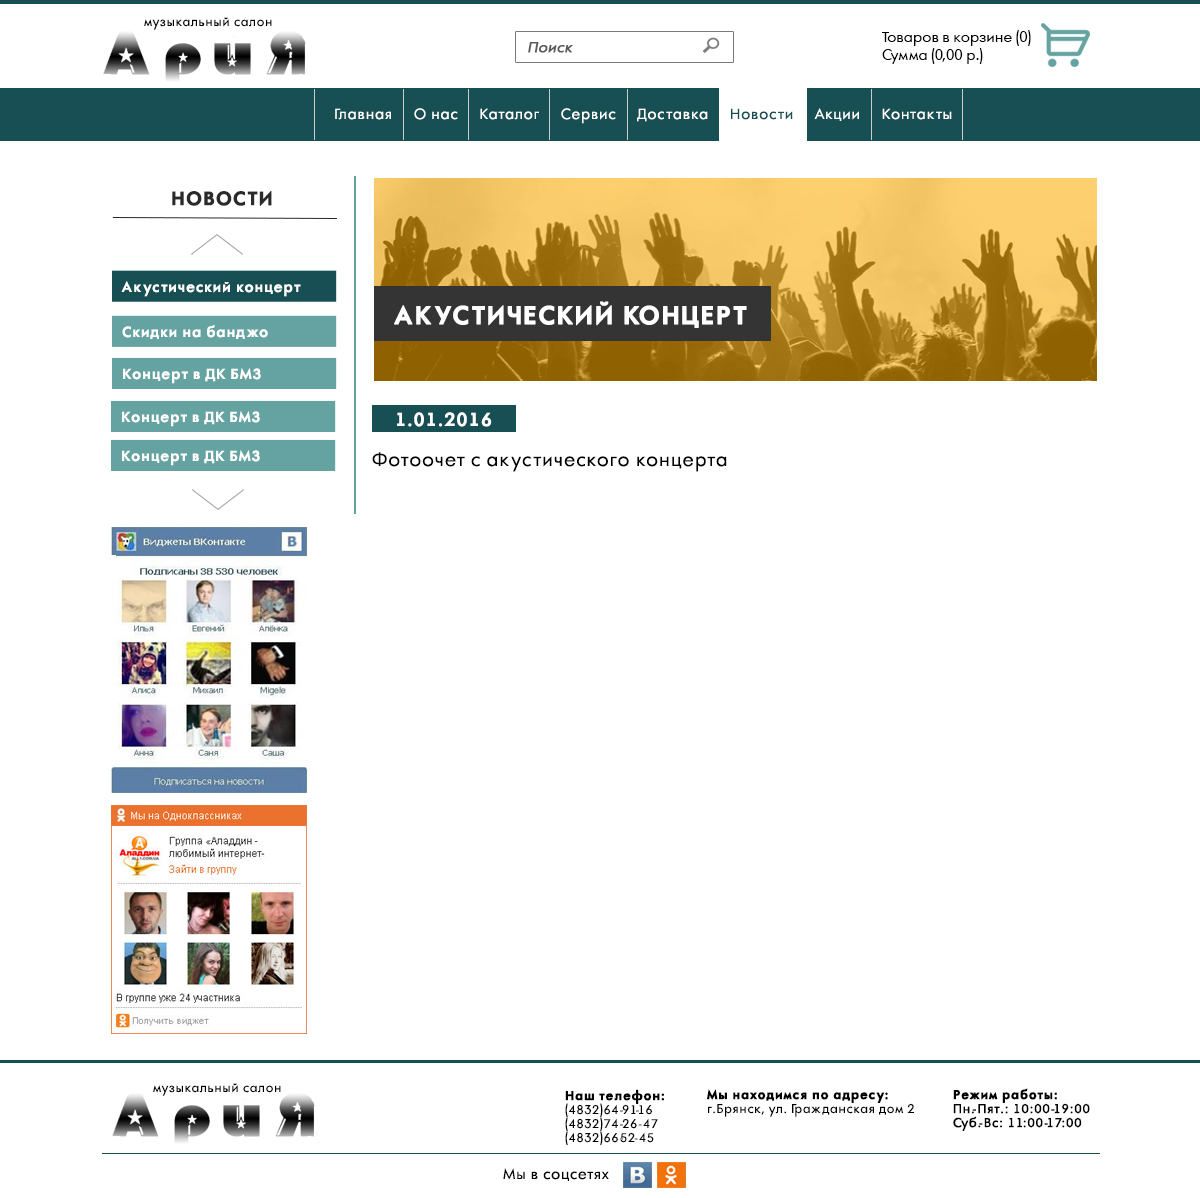 музыкальный салон
АриЯ
Поиск
Товаров в корзине (0)
Сумма (0,00 р.)
Главная
О нас
Каталог
Сервис
Доставка
Новости
Акции
Контакты
НОВОСТИ
Акустический концерт
Скидки на банджо
Концерт в ДК БМЗ
Концерт в ДК БМЗ
Концерт в ДК БМЗ
АКУСТИЧЕСКИЙ КОНЦЕРТ
1.01.2016
Фотоочет с акустического концерта
Виджеты ВКонтакте
В
Подписаны 38 530 человек
Илья
Евгений
Алёнка
Алиса
Михаил
Migele
Анна
Саня
Саша
Подписаться на новости
Мы на Одноклассниках
Аладдин
Группа «Аладдин -
любимый интернет-
Зайти в группу
В группе уже 24 участника
Получить виджет
музыкальный салон
АриЯ
Наш телефон:
(4832)64-91-16
(4832)74-26-47
(4832)66-52-45
Мы находимся по адресу:
г.Брянск, ул. Гражданская дом 2
Режим работы:
Пн.-Пят.: 10:00-19:00
Суб.-Вс: 11:00-17:00
Мы в соцсетях
В